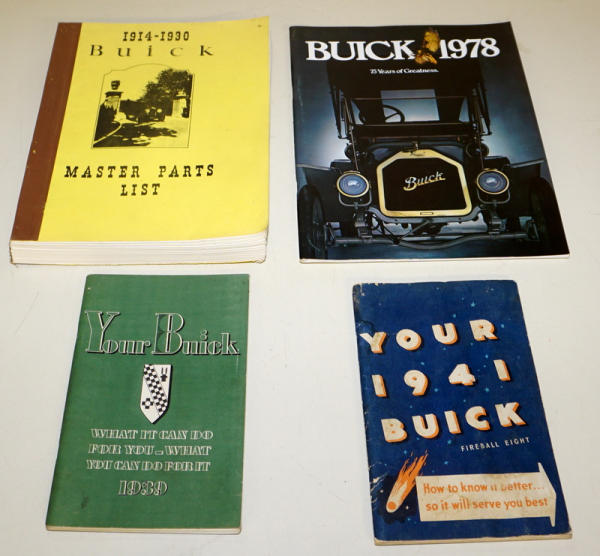 1914-1930
Buick
MASTER PARTS
LIST
BUICK 1978
75 Years of Greatness.
Buick
Your Buick
WHAT IT CAN DO
FOR YOU-WHAT
YOU CAN DO FOR IT
1939
YOUR
1941
BUICK
FIREBALL EIGHT
How to know it better...
so it will serve you best